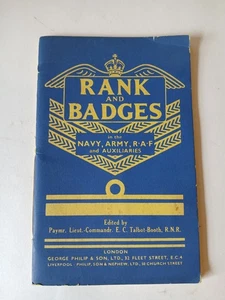 RANK
AND
BADGES
in the
NAVY, ARMY, R·A·F
and AUXILIARIES
Edited by
Paymr. Lieut.-Commdr. E. C. Talbot-Booth, R.N.R.
LONDON
GEORGE PHILIP & SON, LTD., 32 FLEET STREET, E.C.4
LIVERPOOL : PHILIP, SON & NEPHEW, LTD., 20 CHURCH STREET